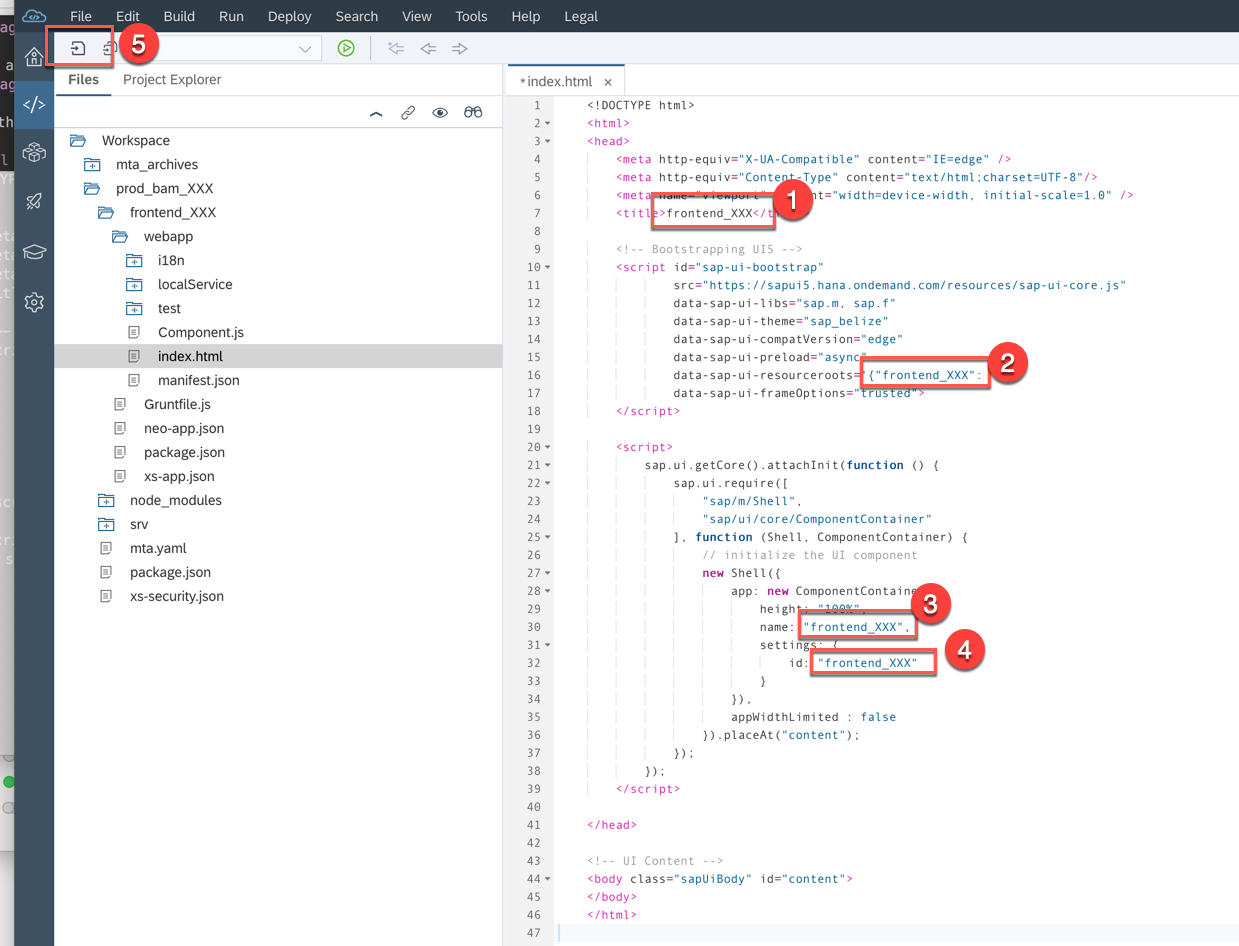 File Edit Build Run Deploy Search View Tools Help Legal
5
Files Project Explorer
*index.html ×
Workspace
mta_archives
prod_bam_XXX
frontend_XXX
webapp
i18n
localService
test
Component.js
index.html
manifest.json
Gruntfile.js
neo-app.json
package.json
xs-app.json
node_modules
srv
mta.yaml
package.json
xs-security.json
1 <!DOCTYPE html>
2 <html>
3 <head>
4 <meta http-equiv="X-UA-Compatible" content="IE=edge" />
5 <meta http-equiv="Content-Type" content="text/html;charset=UTF-8"/>
6 <meta name="viewport" nt="width=device-width, initial-scale=1.0" />
1
7 <title>frontend_XXX</t
8
9 <!-- Bootstrapping UI5 -->
10 <script id="sap-ui-bootstrap"
11 src="https://sapui5.hana.ondemand.com/resources/sap-ui-core.js"
12 data-sap-ui-libs="sap.m, sap.f"
13 data-sap-ui-theme="sap_belize"
14 data-sap-ui-compatVersion="edge"
15 data-sap-ui-preload="async"
2
16 data-sap-ui-resourceroots='{"frontend_XXX":
17 data-sap-ui-frameOptions="trusted">
18 </script>
19
20 <script>
21 sap.ui.getCore().attachInit(function () {
22 sap.ui.require([
23 "sap/m/Shell",
24 "sap/ui/core/ComponentContainer"
25 ], function (Shell, ComponentContainer) {
26 // initialize the UI component
27 new Shell({
28 app: new ComponentContaine
3
29 height: "100%",
30 name: "frontend_XXX",
31 settings: {
4
32 id: "frontend_XXX"
33 }
34 }),
35 appWidthLimited : false
36 }).placeAt("content");
37 });
38 });
39 </script>
40
41 </head>
42
43 <!-- UI Content -->
44 <body class="sapUiBody" id="content">
45 </body>
46 </html>
47